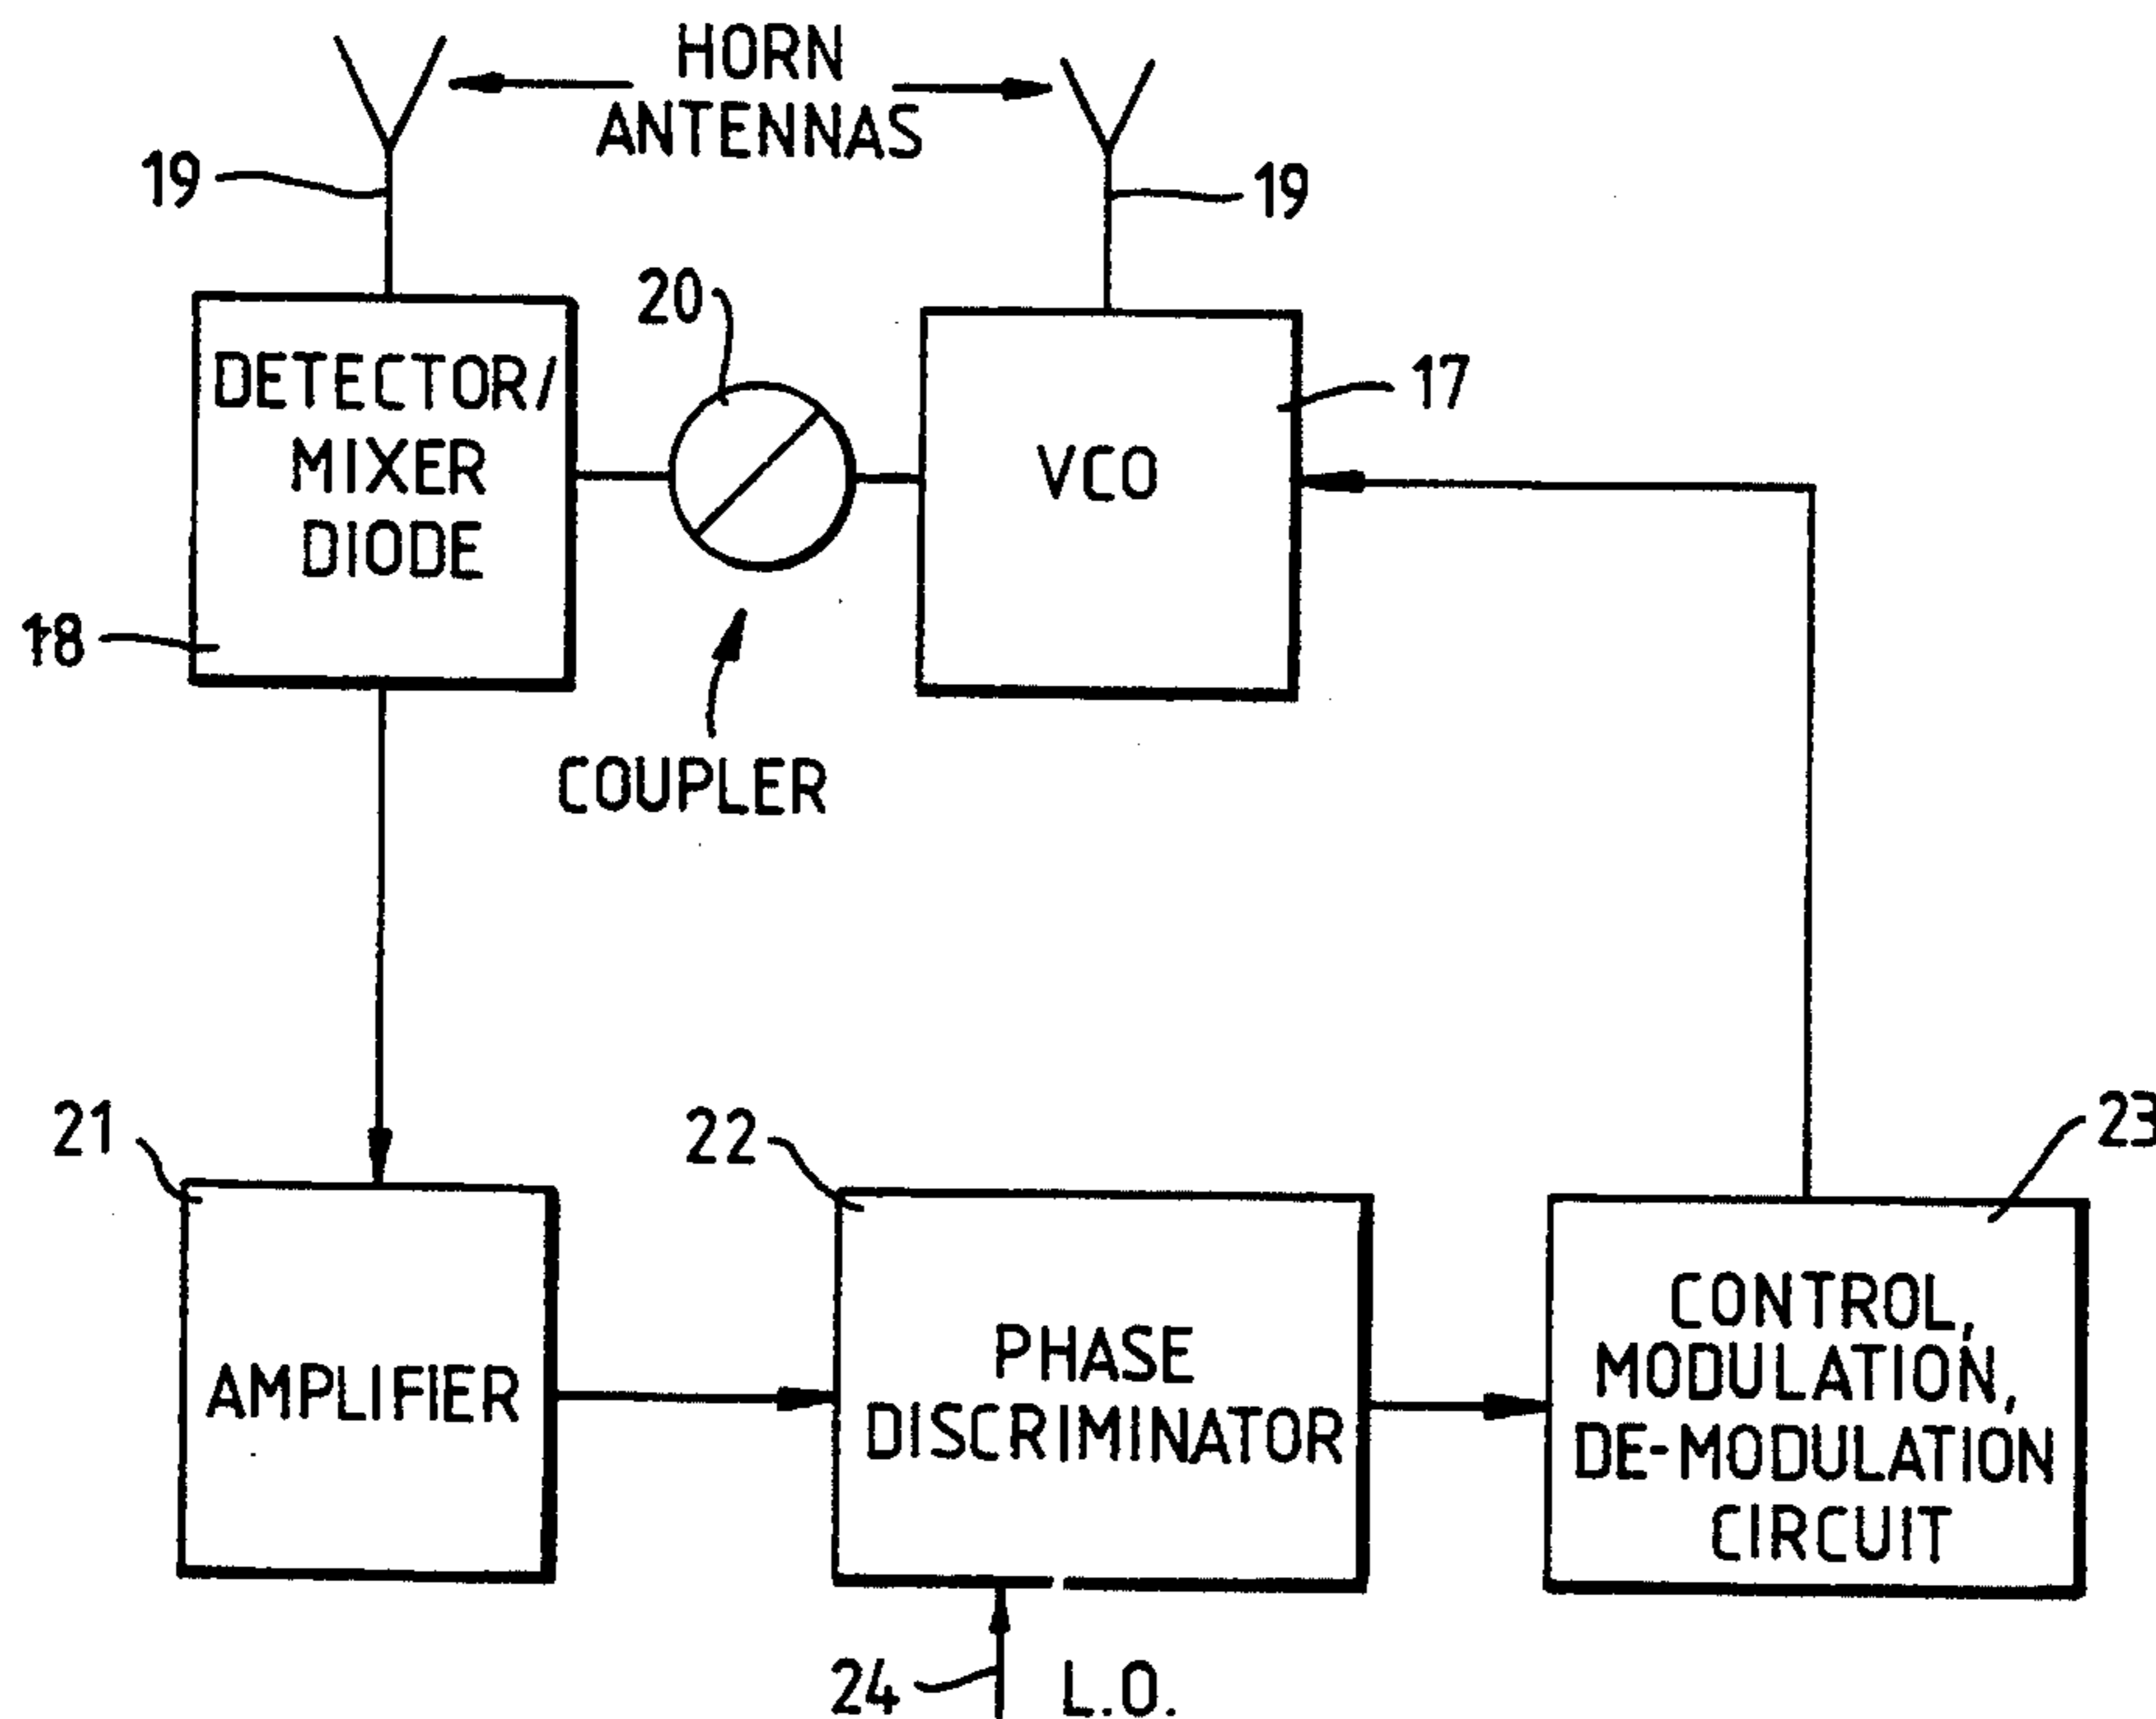 HORN
ANTENNAS
19
19
20
DETECTOR/
MIXER
DIODE
17
VCO
18
COUPLER
21
22
23
AMPLIFIER
PHASE
DISCRIMINATOR
CONTROL,
MODULATION,
DE-MODULATION
CIRCUIT
24
L.O.